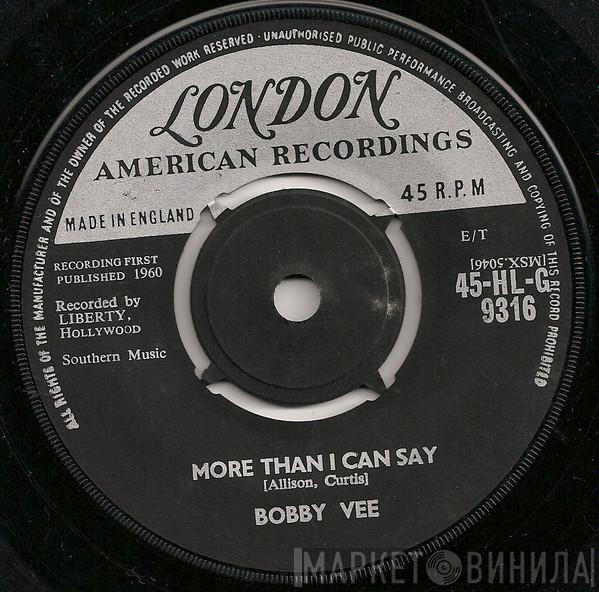 ALL RIGHTS OF THE MANUFACTURER AND OF THE OWNER OF THE RECORDED WORK RESERVED · UNAUTHORISED PUBLIC PERFORMANCE BROADCASTING AND COPYING OF THIS RECORD PROHIBITED
LONDON
AMERICAN RECORDINGS
MADE IN ENGLAND
45 R.P.M
RECORDING FIRST
PUBLISHED 1960
E/T
[MSX.5046]
45-HL-G
9316
Recorded by
LIBERTY,
HOLLYWOOD
Southern Music
MORE THAN I CAN SAY
[Allison, Curtis]
BOBBY VEE
МАРКЕТ ВИНИЛА